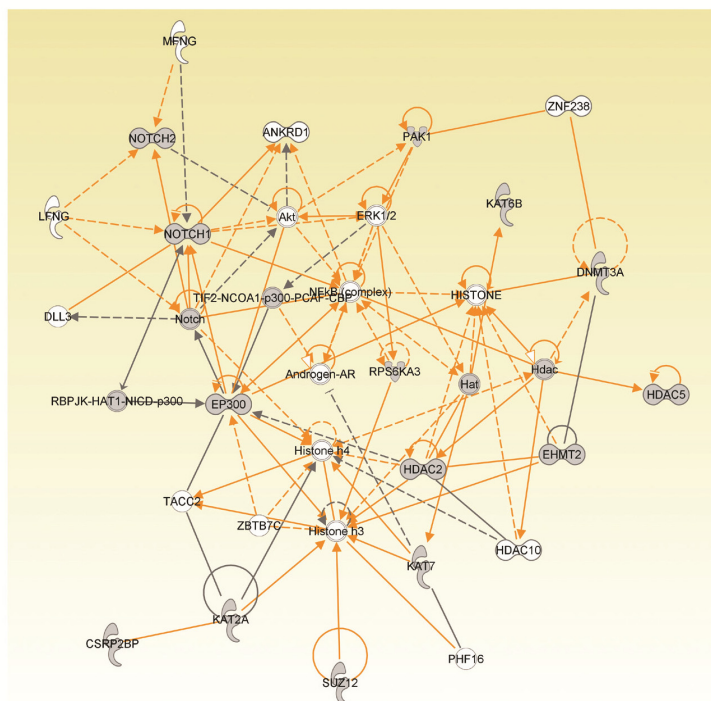 MFNG
ZNF238
NOTCH2
ANKRD1
PAK1
KAT6B
LFNG
NOTCH1
Akt
ERK1/2
DNMT3A
TIF2-NCOA1-p300-PCAF-CBP
NFkB (complex)
HISTONE
DLL3
Notch
Androgen-AR
RPS6KA3
Hat
Hdac
HDAC5
RBPJK-HAT1-NICD-p300
EP300
Histone h4
HDAC2
EHMT2
TACC2
ZBTB7C
Histone h3
HDAC10
KAT7
KAT2A
CSRP2BP
PHF16
SUZ12